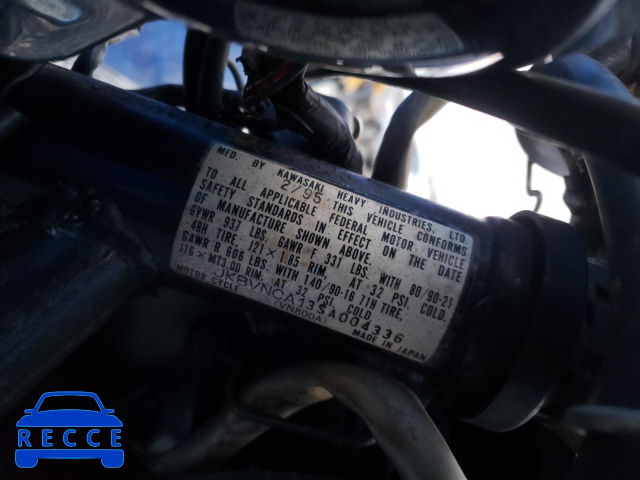 MFD. BY KAWASAKI HEAVY INDUSTRIES, LTD.
2/95 THIS VEHICLE CONFORMS
TO ALL APPLICABLE FEDERAL MOTOR VEHICLE
SAFETY STANDARDS IN EFFECT ON THE DATE
OF MANUFACTURE SHOWN ABOVE.
GVWR 937 LBS GAWR F 331 LBS WITH 80/90-21
48H TIRE, (21 × 1.85 RIM, AT 32 PSI. COLD.
GAWR R 606 LBS. WITH 140/90-16 71H TIRE,
)16 × MT3.00 RIM, AT 32 PSI. COLD.
JKBVNCA13SA004336
MOTOR CYCLE (VN800A)
MADE IN JAPAN
RECCE